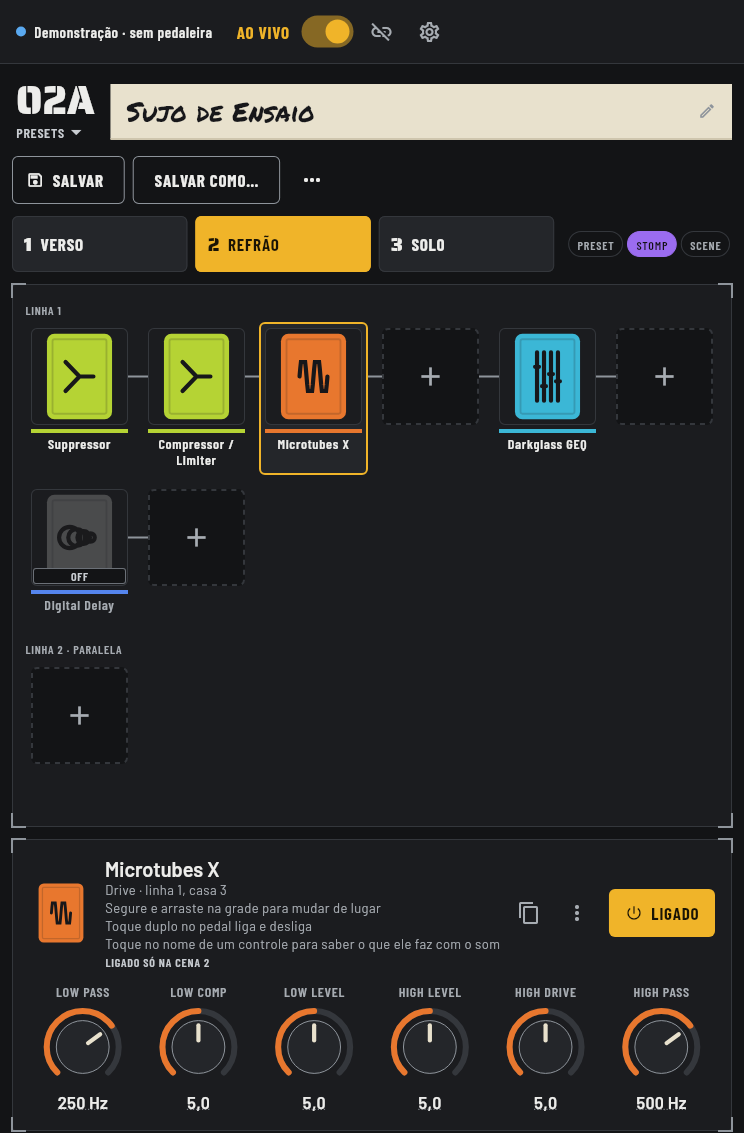 Demonstração · sem pedaleira
AO VIVO
02A
SUJO DE ENSAIO
PRESETS
SALVAR
SALVAR COMO...
1 VERSO
2 REFRÃO
3 SOLO
PRESET
STOMP
SCENE
LINHA 1
Suppressor
Compressor /
Limiter
Microtubes X
Darkglass GEQ
OFF
Digital Delay
LINHA 2 · PARALELA
Microtubes X
Drive · linha 1, casa 3
Segure e arraste na grade para mudar de lugar
Toque duplo no pedal liga e desliga
Toque no nome de um controle para saber o que ele faz com o som
LIGADO SÓ NA CENA 2
LIGADO
LOW PASS
LOW COMP
LOW LEVEL
HIGH LEVEL
HIGH DRIVE
HIGH PASS
250 Hz
5,0
5,0
5,0
5,0
500 Hz